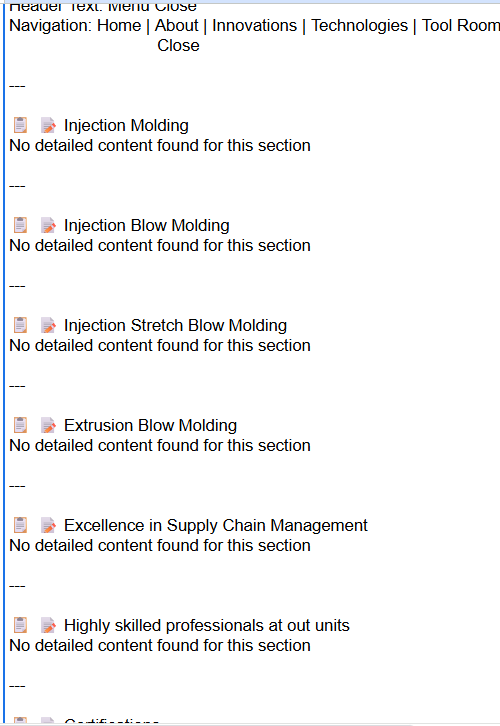 Header Text: Menu Close
Navigation: Home | About | Innovations | Technologies | Tool Room
Close
---
Injection Molding
No detailed content found for this section
---
Injection Blow Molding
No detailed content found for this section
---
Injection Stretch Blow Molding
No detailed content found for this section
---
Extrusion Blow Molding
No detailed content found for this section
---
Excellence in Supply Chain Management
No detailed content found for this section
---
Highly skilled professionals at out units
No detailed content found for this section
---
Certifications